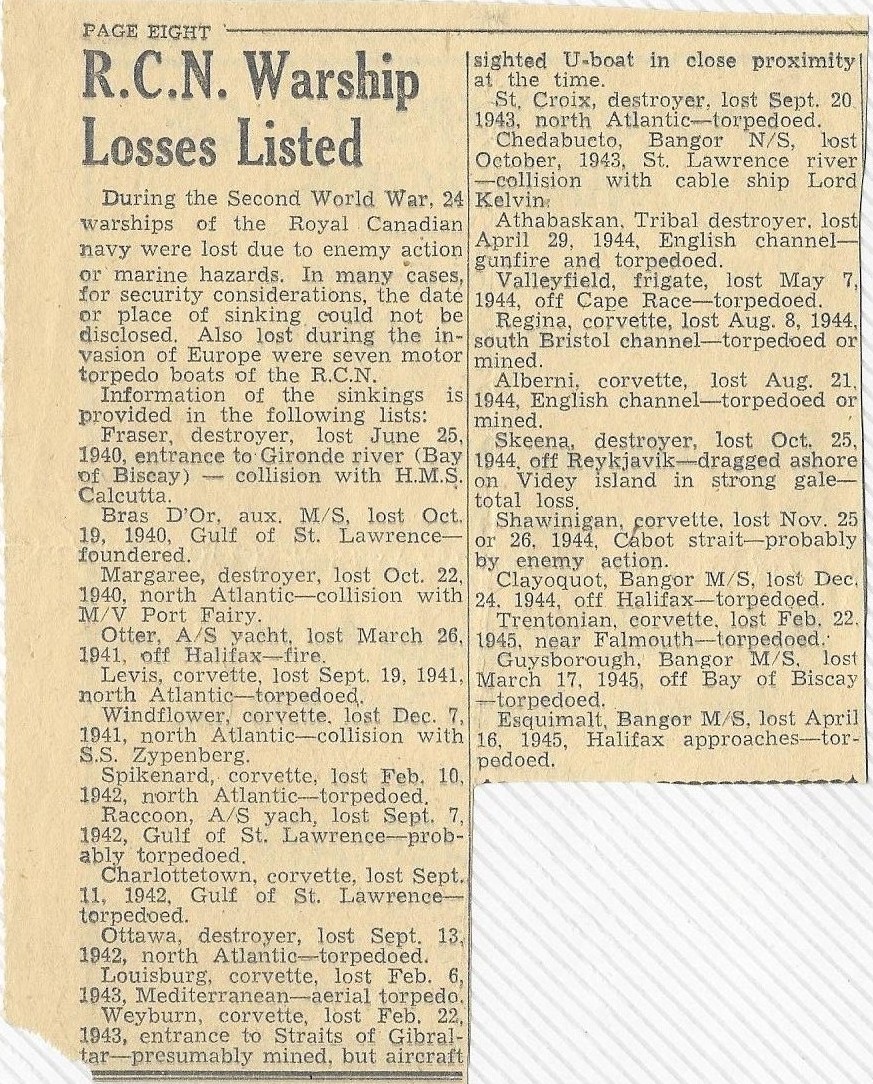 PAGE EIGHT
R.C.N. Warship
Losses Listed
During the Second World War, 24
warships of the Royal Canadian
navy were lost due to enemy action
or marine hazards. In many cases,
for security considerations, the date
or place of sinking could not be
disclosed. Also lost during the in-
vasion of Europe were seven motor
torpedo boats of the R.C.N.
Information of the sinkings is
provided in the following lists:
Fraser, destroyer, lost June 25,
1940, entrance to Gironde river (Bay
of Biscay) — collision with H.M.S.
Calcutta.
Bras D'Or, aux. M/S, lost Oct.
19, 1940, Gulf of St. Lawrence—
foundered.
Margaree, destroyer, lost Oct. 22,
1940, north Atlantic—collision with
M/V Port Fairy.
Otter, A/S yacht, lost March 26,
1941, off Halifax—fire.
Levis, corvette, lost Sept. 19, 1941,
north Atlantic—torpedoed.
Windflower, corvette, lost Dec. 7,
1941, north Atlantic—collision with
S.S. Zypenberg.
Spikenard, corvette, lost Feb. 10,
1942, north Atlantic—torpedoed.
Raccoon, A/S yach, lost Sept. 7,
1942, Gulf of St. Lawrence—prob-
ably torpedoed.
Charlottetown, corvette, lost Sept.
11, 1942, Gulf of St. Lawrence—
torpedoed.
Ottawa, destroyer, lost Sept. 13,
1942, north Atlantic—torpedoed.
Louisburg, corvette, lost Feb. 6,
1943, Mediterranean—aerial torpedo.
Weyburn, corvette, lost Feb. 22,
1943, entrance to Straits of Gibral-
tar—presumably mined, but aircraft
sighted U-boat in close proximity
at the time.
St. Croix, destroyer, lost Sept. 20
1943, north Atlantic—torpedoed.
Chedabucto, Bangor N/S, lost
October, 1943, St. Lawrence river
—collision with cable ship Lord
Kelvin.
Athabaskan, Tribal destroyer, lost
April 29, 1944, English channel—
gunfire and torpedoed.
Valleyfield, frigate, lost May 7,
1944, off Cape Race—torpedoed.
Regina, corvette, lost Aug. 8, 1944,
south Bristol channel—torpedoed or
mined.
Alberni, corvette, lost Aug. 21,
1944, English channel—torpedoed or
mined.
Skeena, destroyer, lost Oct. 25,
1944, off Reykjavik—dragged ashore
on Videy island in strong gale—
total loss.
Shawinigan, corvette, lost Nov. 25
or 26, 1944, Cabot strait—probably
by enemy action.
Clayoquot, Bangor M/S, lost Dec.
24, 1944, off Halifax—torpedoed.
Trentonian, corvette, lost Feb. 22,
1945, near Falmouth—torpedoed.
Guysborough, Bangor M/S, lost
March 17, 1945, off Bay of Biscay
—torpedoed.
Esquimalt, Bangor M/S, lost April
16, 1945, Halifax approaches—tor-
pedoed.